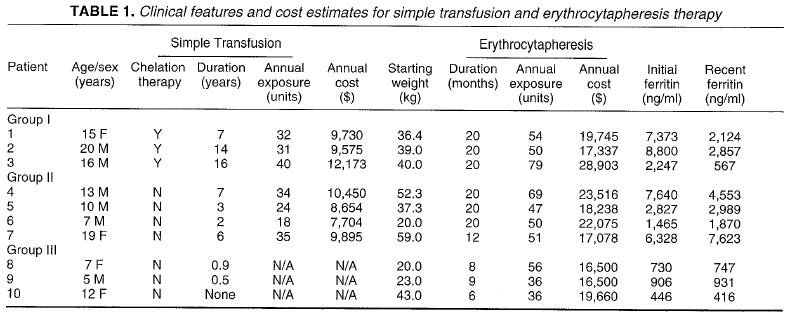 TABLE 1. Clinical features and cost estimates for simple transfusion and erythrocytapheresis therapy
Simple Transfusion Erythrocytapheresis
Patient Age/sex Chelation Duration Annual Annual Starting Duration Annual Annual Initial Recent
(years) therapy (years) exposure cost weight (months) exposure cost ferritin ferritin
(units) ($) (kg) (units) ($) (ng/ml) (ng/ml)
Group I
1 15 F Y 7 32 9,730 36.4 20 54 19,745 7,373 2,124
2 20 M Y 14 31 9,575 39.0 20 50 17,337 8,800 2,857
3 16 M Y 16 40 12,173 40.0 20 79 28,903 2,247 567
Group II
4 13 M N 7 34 10,450 52.3 20 69 23,516 7,640 4,553
5 10 M N 3 24 8,654 37.3 20 47 18,238 2,827 2,989
6 7 M N 2 18 7,704 20.0 20 50 22,075 1,465 1,870
7 19 F N 6 35 9,895 59.0 12 51 17,078 6,328 7,623
Group III
8 7 F N 0.9 N/A N/A 20.0 8 56 16,500 730 747
9 5 M N 0.5 N/A N/A 23.0 9 36 16,500 906 931
10 12 F N None N/A N/A 43.0 6 36 19,660 446 416